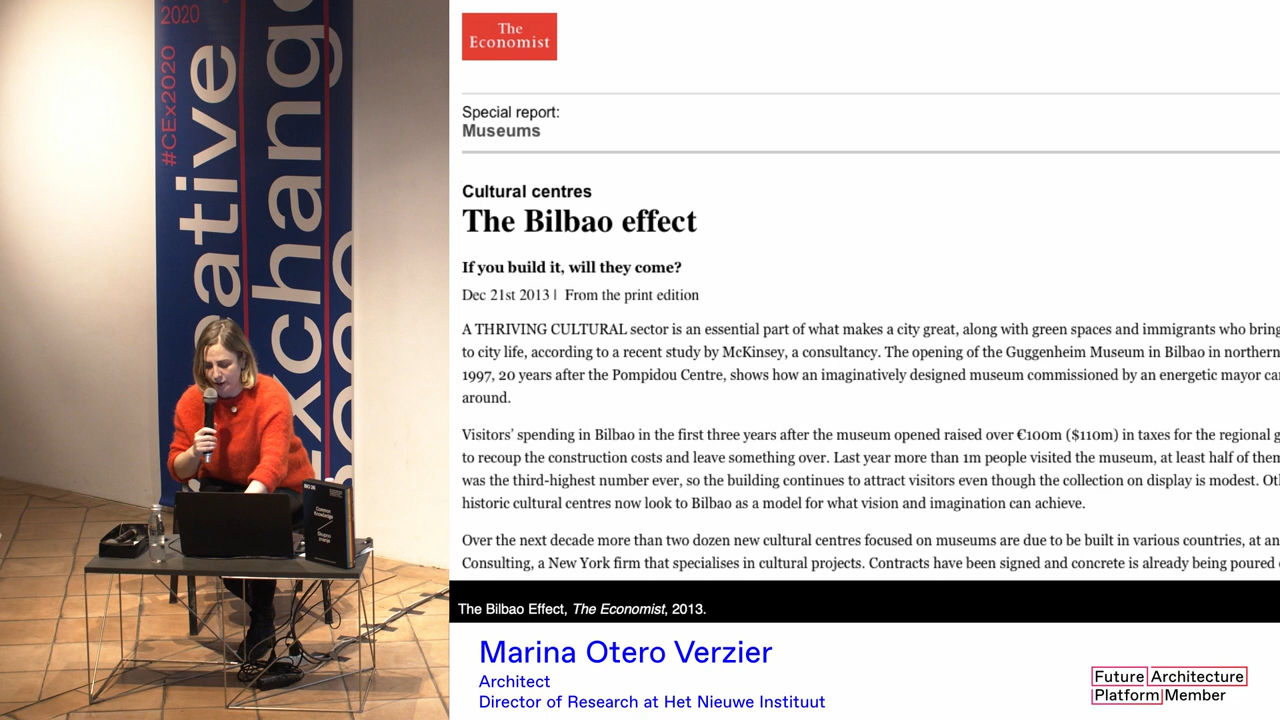 2020
#CEx2020
eative
Exchange
2020
BIO 26
Common
Knowledge
Skupno
znanje
The
Economist
Special report:
Museums
Cultural centres
The Bilbao effect
If you build it, will they come?
Dec 21st 2013 | From the print edition
A THRIVING CULTURAL sector is an essential part of what makes a city great, along with green spaces and immigrants who bring
to city life, according to a recent study by McKinsey, a consultancy. The opening of the Guggenheim Museum in Bilbao in northern
1997, 20 years after the Pompidou Centre, shows how an imaginatively designed museum commissioned by an energetic mayor ca
around.
Visitors’ spending in Bilbao in the first three years after the museum opened raised over €100m ($110m) in taxes for the regional g
to recoup the construction costs and leave something over. Last year more than 1m people visited the museum, at least half of them
was the third-highest number ever, so the building continues to attract visitors even though the collection on display is modest. Ot
historic cultural centres now look to Bilbao as a model for what vision and imagination can achieve.
Over the next decade more than two dozen new cultural centres focused on museums are due to be built in various countries, at an
Consulting, a New York firm that specialises in cultural projects. Contracts have been signed and concrete is already being poured
The Bilbao Effect, The Economist, 2013.
Marina Otero Verzier
Architect
Director of Research at Het Nieuwe Instituut
Future Architecture
Platform Member